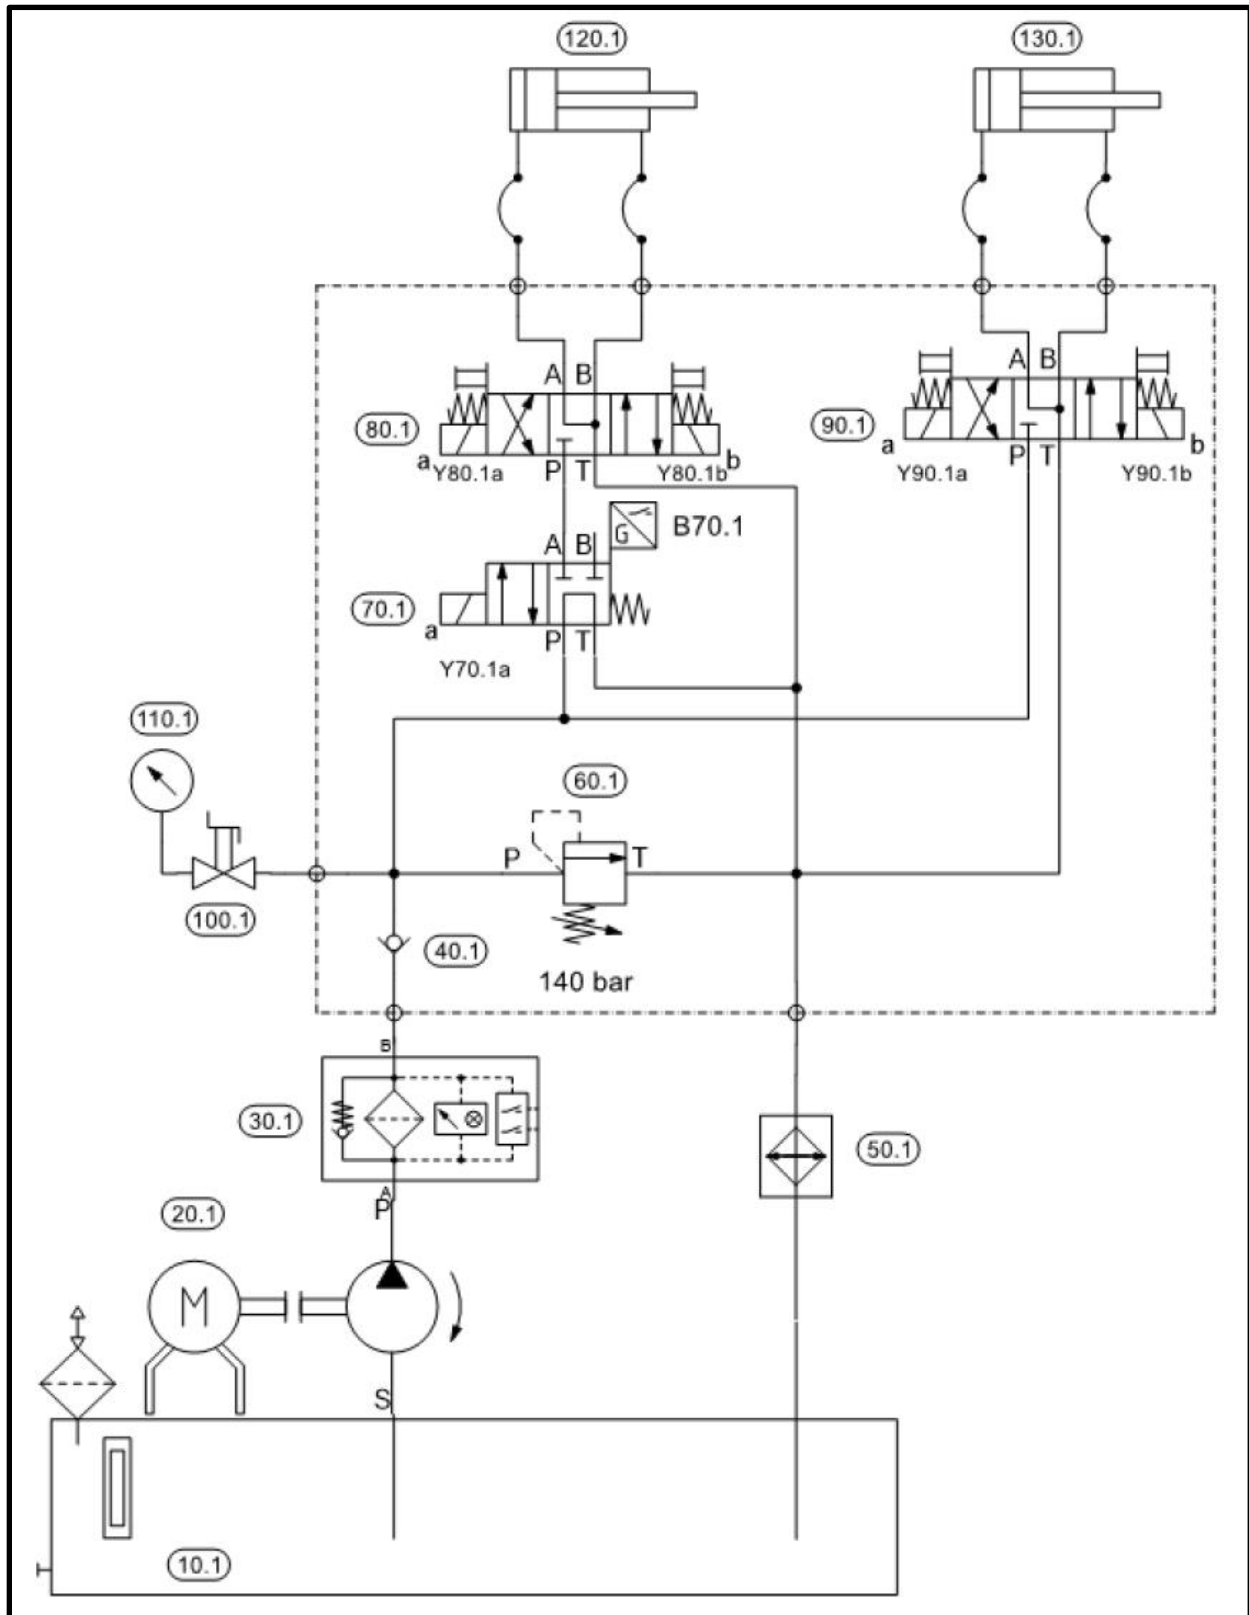 120.1 130.1
A B
A B
80.1
90.1
a Y80.1a P T Y80.1b b
a Y90.1a P T Y90.1b b
G B70.1
A B
70.1
a P T
Y70.1a
110.1
60.1
P T
100.1
40.1
140 bar
B
30.1
50.1
A
P
20.1
M
S
10.1